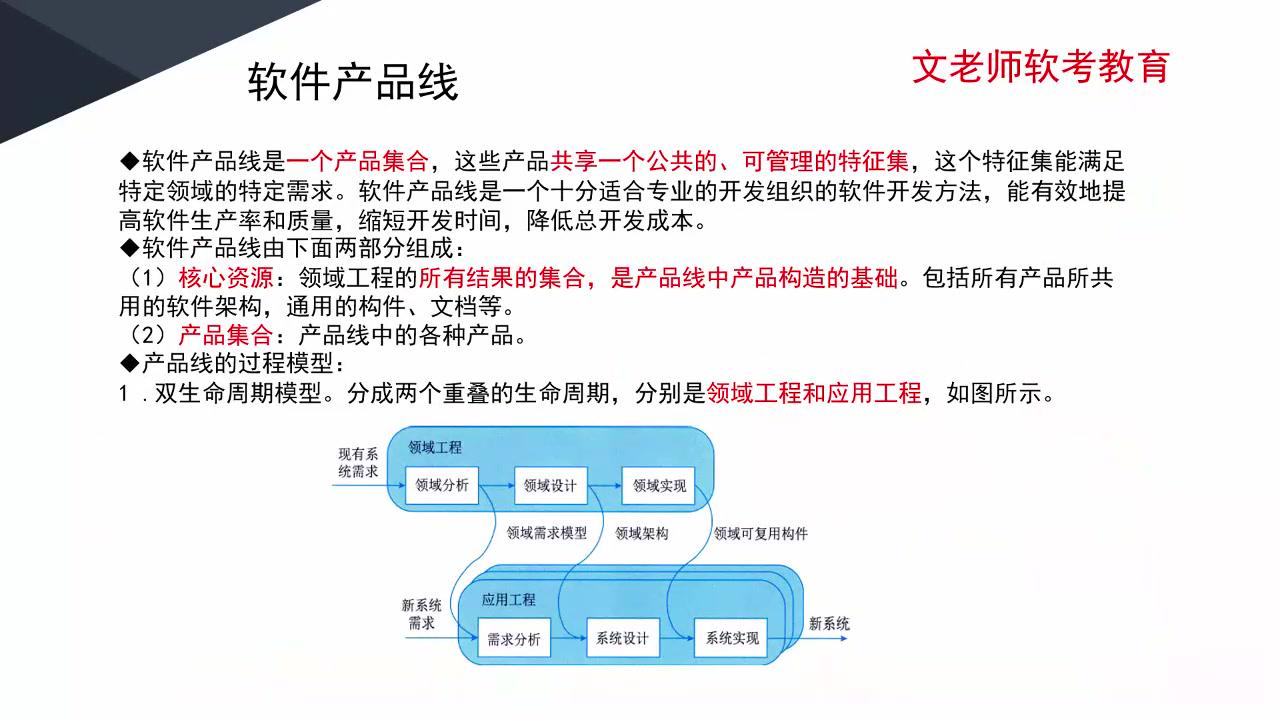 软件产品线
文老师软考教育
◆软件产品线是一个产品集合，这些产品共享一个公共的、可管理的特征集，这个特征集能满足
特定领域的特定需求。软件产品线是一个十分适合专业的开发组织的软件开发方法，能有效地提
高软件生产率和质量，缩短开发时间，降低总开发成本。
◆软件产品线由下面两部分组成：
（1）核心资源：领域工程的所有结果的集合，是产品线中产品构造的基础。包括所有产品所共
用的软件架构，通用的构件、文档等。
（2）产品集合：产品线中的各种产品。
◆产品线的过程模型：
1 .双生命周期模型。分成两个重叠的生命周期，分别是领域工程和应用工程，如图所示。
领域工程
现有系
统需求
领域分析
领域设计
领域实现
领域需求模型
领域架构
领域可复用构件
应用工程
新系统
需求
需求分析
系统设计
系统实现
新系统